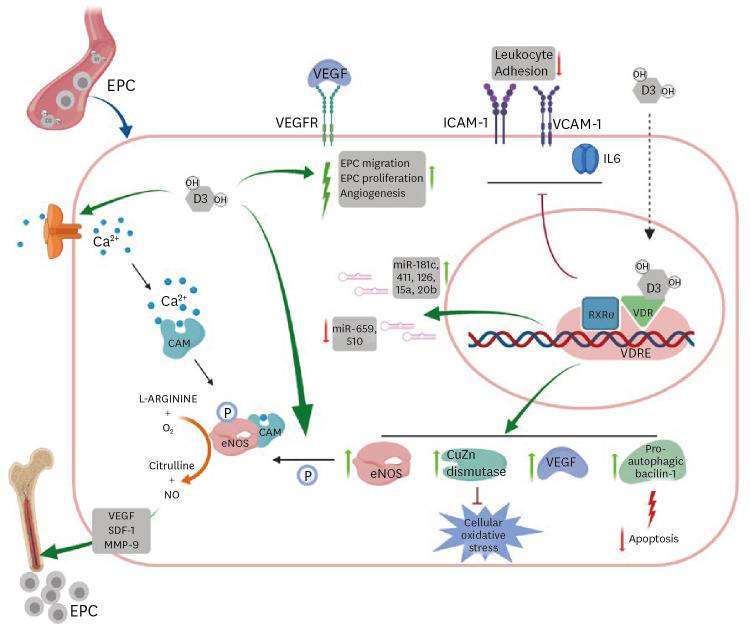 EPC
VEGF
VEGFR
Leukocyte
Adhesion
ICAM-1
VCAM-1
IL6
OH
D3
OH
EPC migration
EPC proliferation
Angiogenesis
OH
D3
OH
Ca2+
Ca2+
CAM
miR-181c,
411, 126,
15a, 20b
miR-659,
510
OH
D3
OH
RXRα
VDR
VDRE
L-ARGININE
+
O2
P
eNOS
CAM
Citrulline
+
NO
P
eNOS
CuZn
dismutase
VEGF
Pro-
autophagic
bacilin-1
Cellular
oxidative
stress
Apoptosis
VEGF
SDF-1
MMP-9
EPC